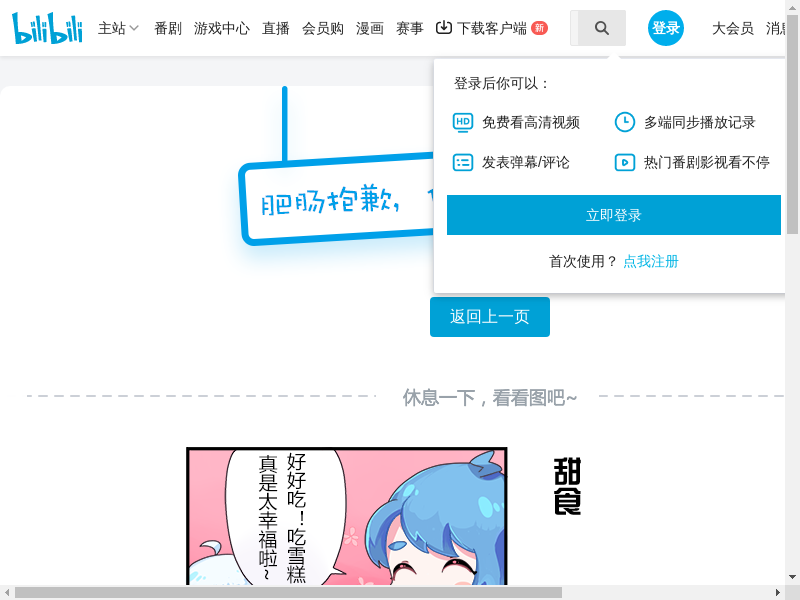 bilibili 主站 番剧 游戏中心 直播 会员购 漫画 赛事 下载客户端 新 登录 大会员 消息
登录后你可以：
HD 免费看高清视频 多端同步播放记录
发表弹幕/评论 热门番剧影视看不停
立即登录
首次使用？ 点我注册
肥肠抱歉，
返回上一页
休息一下，看看图吧~
好好吃！吃雪糕
真是太幸福啦~
甜食